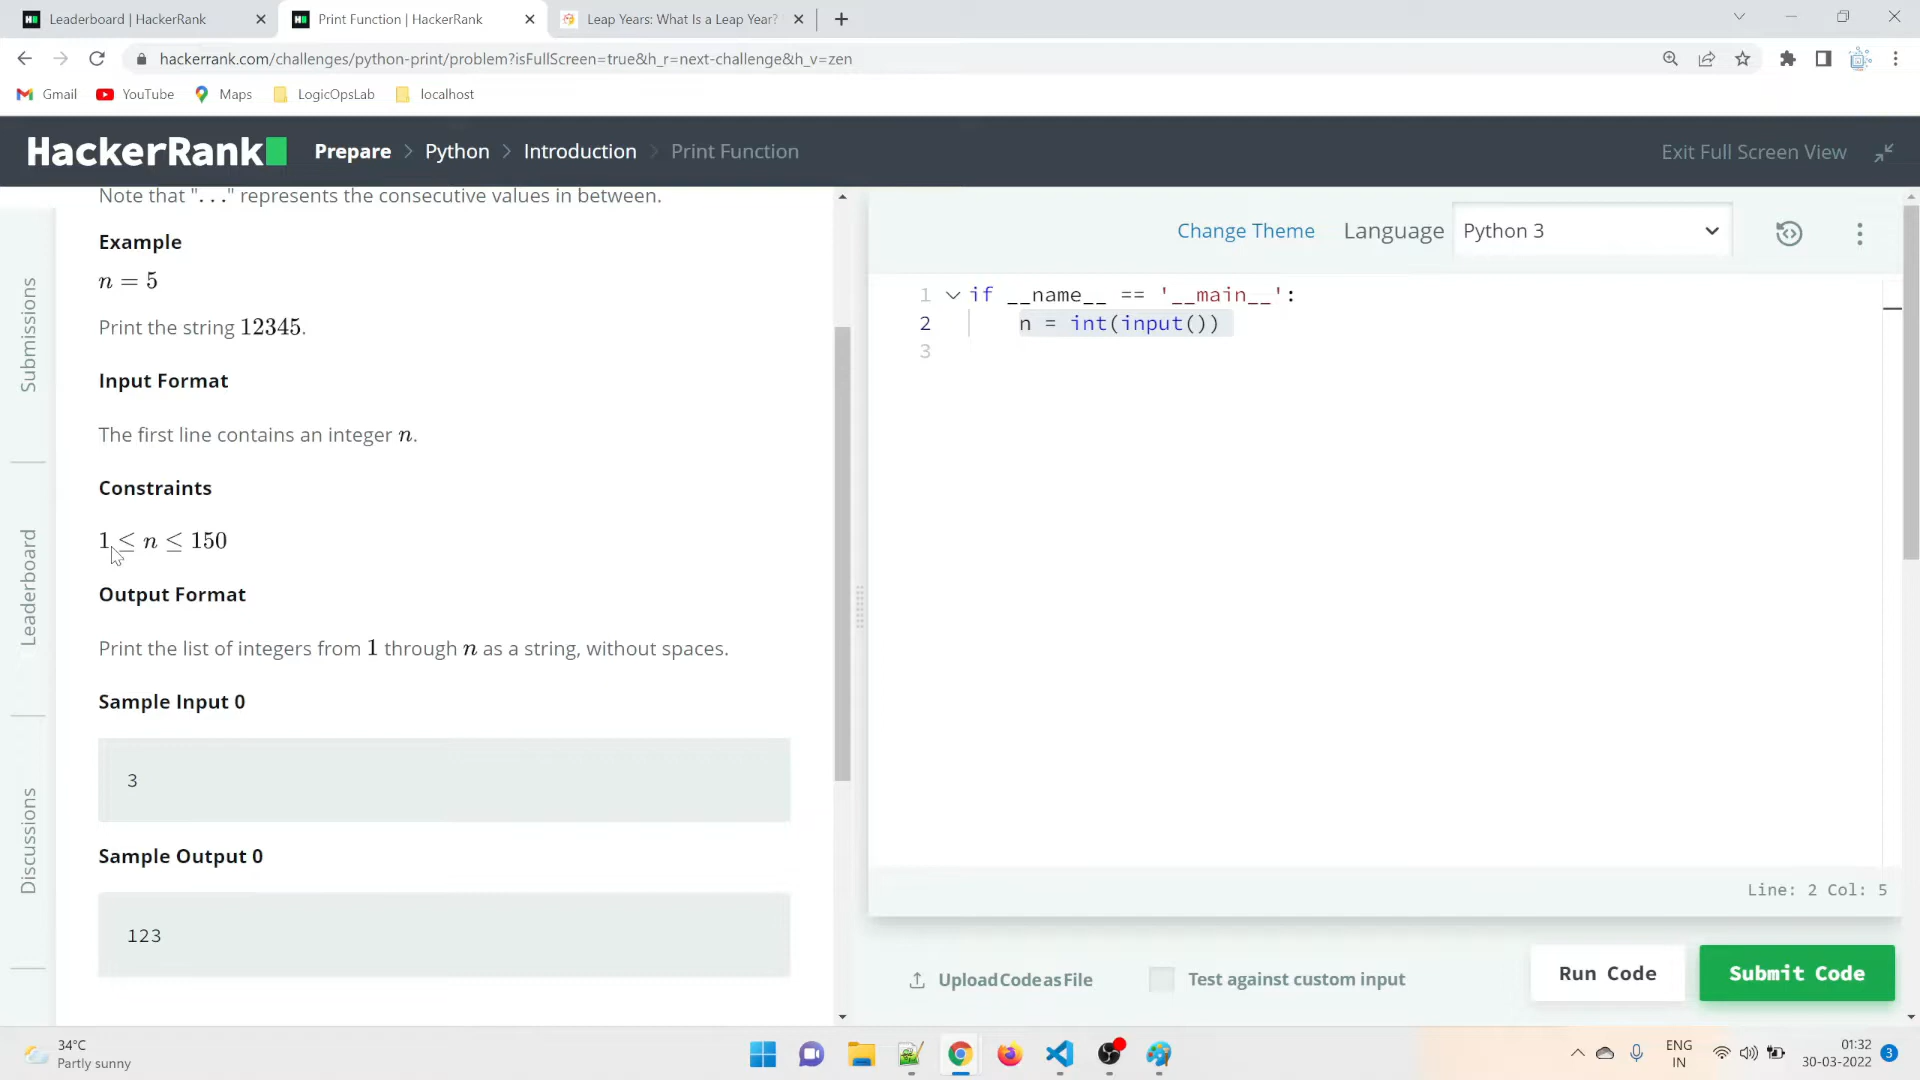 Leaderboard | HackerRank
Print Function | HackerRank
Leap Years: What Is a Leap Year?
hackerrank.com/challenges/python-print/problem?isFullScreen=true&h_r=next-challenge&h_v=zen
Gmail
YouTube
Maps
LogicOpsLab
localhost
HackerRank
Prepare > Python > Introduction > Print Function
Exit Full Screen View
Submissions
Leaderboard
Discussions
Note that "..." represents the consecutive values in between.
Example
n = 5
Print the string 12345.
Input Format
The first line contains an integer n.
Constraints
1 ≤ n ≤ 150
Output Format
Print the list of integers from 1 through n as a string, without spaces.
Sample Input 0
3
Sample Output 0
123
Change Theme
Language
Python 3
1 if __name__ == '__main__':
2 n = int(input())
3
Line: 2 Col: 5
Upload Code as File
Test against custom input
Run Code
Submit Code
34°C
Partly sunny
ENG
IN
01:32
30-03-2022
3